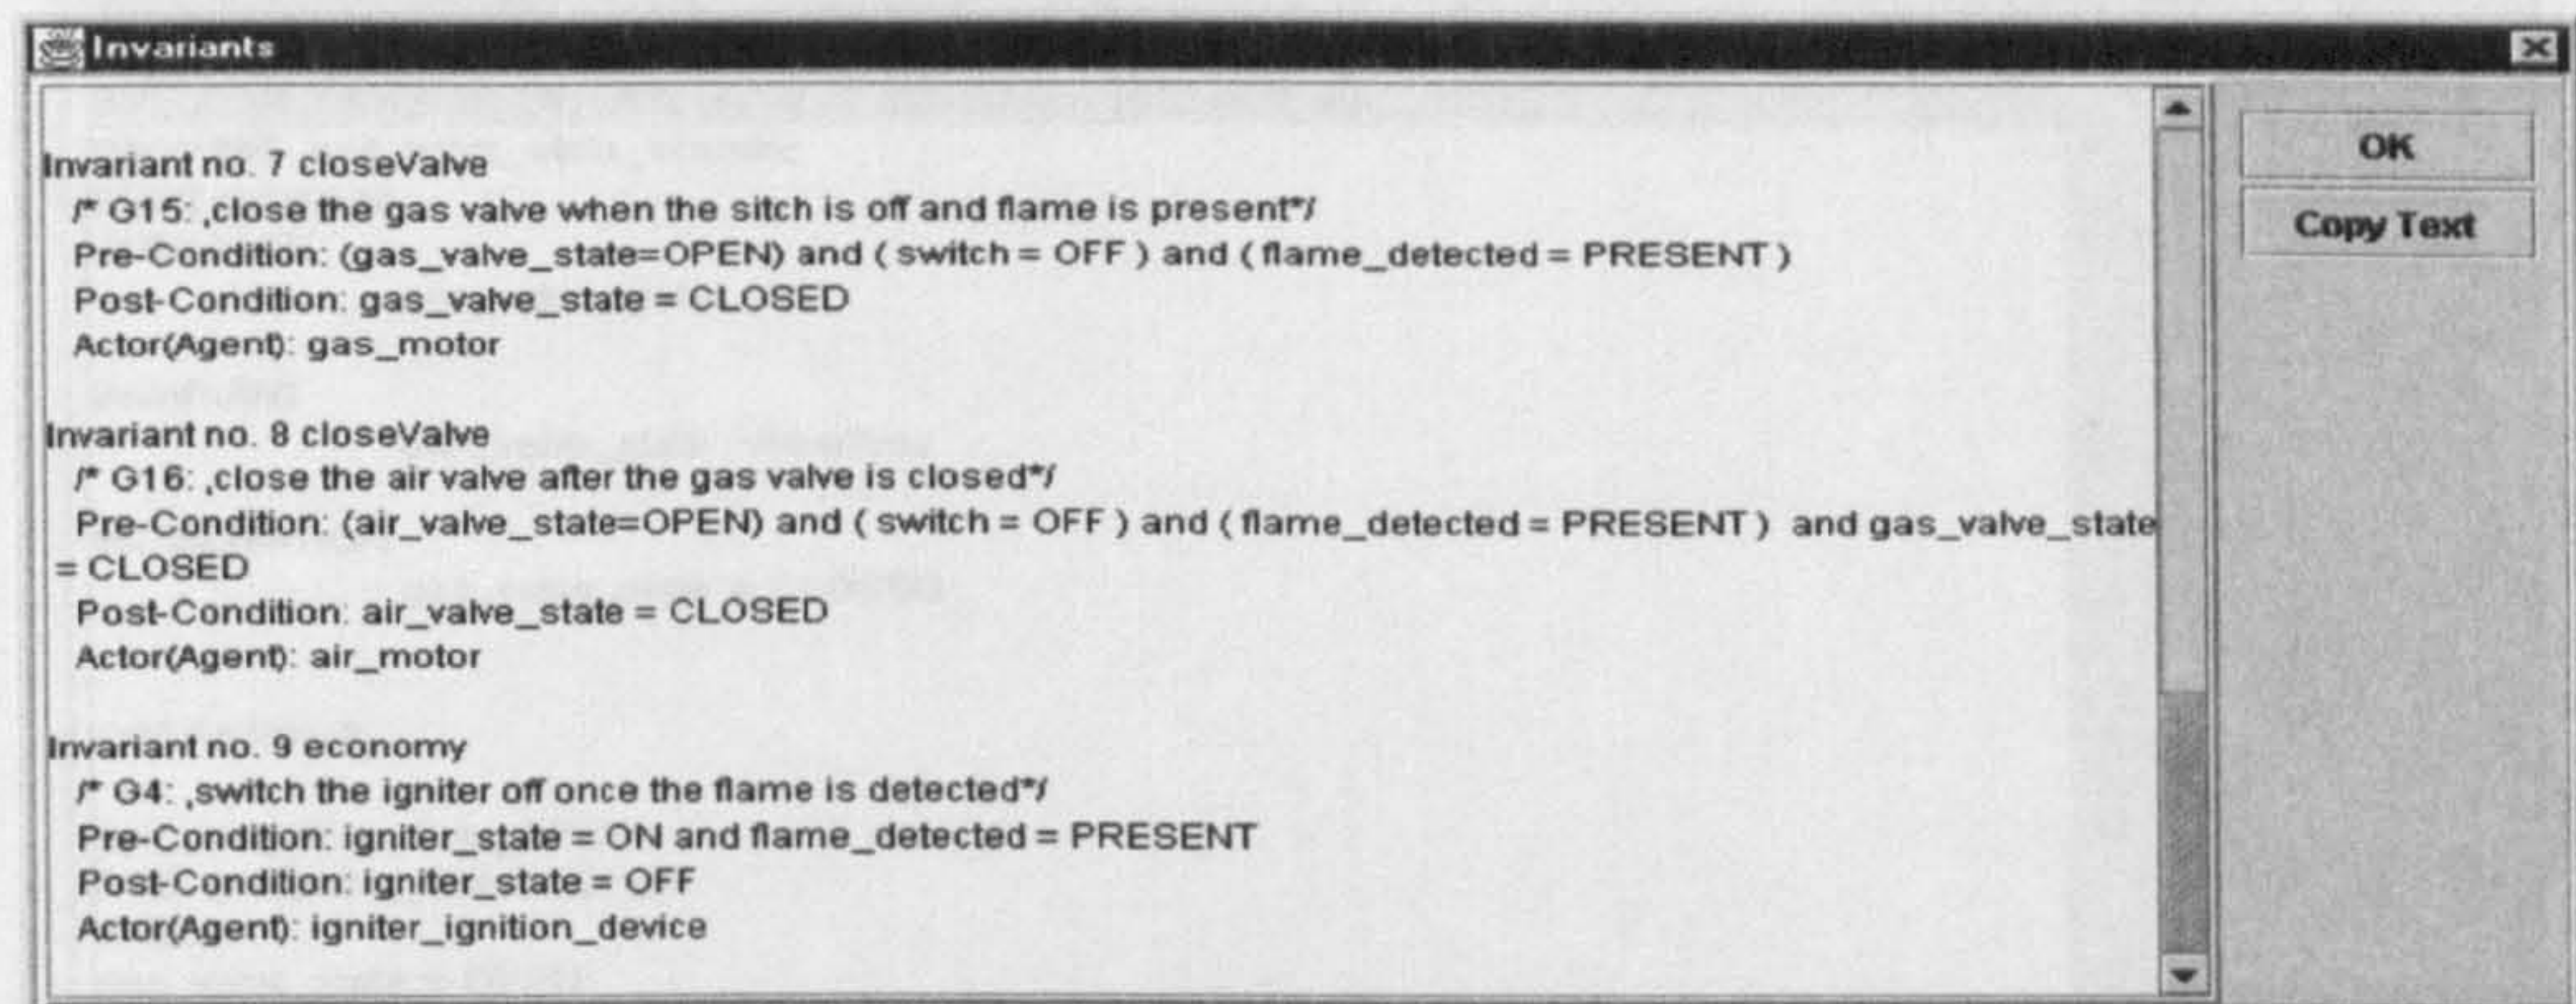 Invariants
OK
Copy Text
Invariant no. 7 closeValve
/* G15: ,close the gas valve when the sitch is off and flame is present*/
Pre-Condition: (gas_valve_state=OPEN) and ( switch = OFF ) and ( flame_detected = PRESENT )
Post-Condition: gas_valve_state = CLOSED
Actor(Agent): gas_motor
Invariant no. 8 closeValve
/* G16: ,close the air valve after the gas valve is closed*/
Pre-Condition: (air_valve_state=OPEN) and ( switch = OFF ) and ( flame_detected = PRESENT ) and gas_valve_state
= CLOSED
Post-Condition: air_valve_state = CLOSED
Actor(Agent): air_motor
Invariant no. 9 economy
/* G4: ,switch the igniter off once the flame is detected*/
Pre-Condition: igniter_state = ON and flame_detected = PRESENT
Post-Condition: igniter_state = OFF
Actor(Agent): igniter_ignition_device